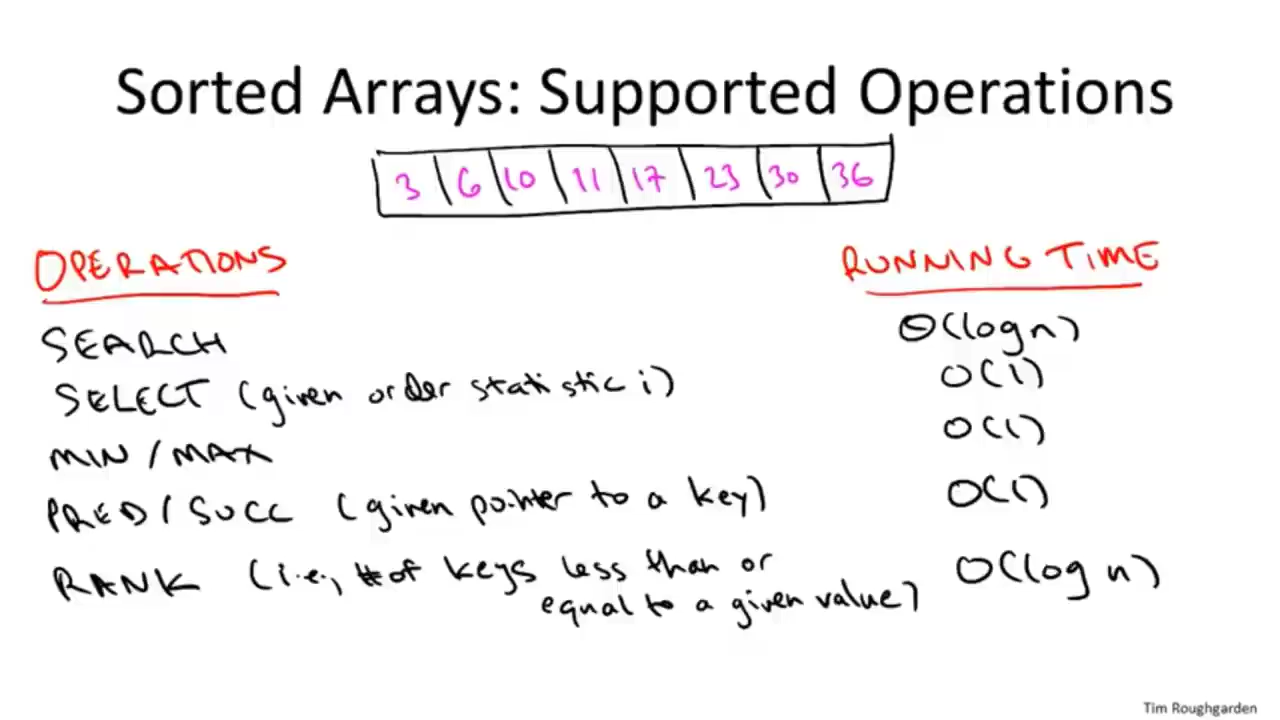 Sorted Arrays: Supported Operations
3 6 10 11 17 23 30 36
OPERATIONS RUNNING TIME
SEARCH Θ(log n)
SELECT (given order statistic i) O(1)
MIN/MAX O(1)
PRED/SUCC (given pointer to a key) O(1)
RANK (i.e., # of keys less than or O(log n)
equal to a given value)
Tim Roughgarden